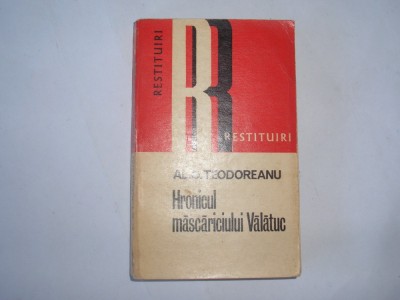 RESTITUIRI
R
RESTITUIRI
AL. O. TEODOREANU
Hronicul
măscăriciului Vălătuc